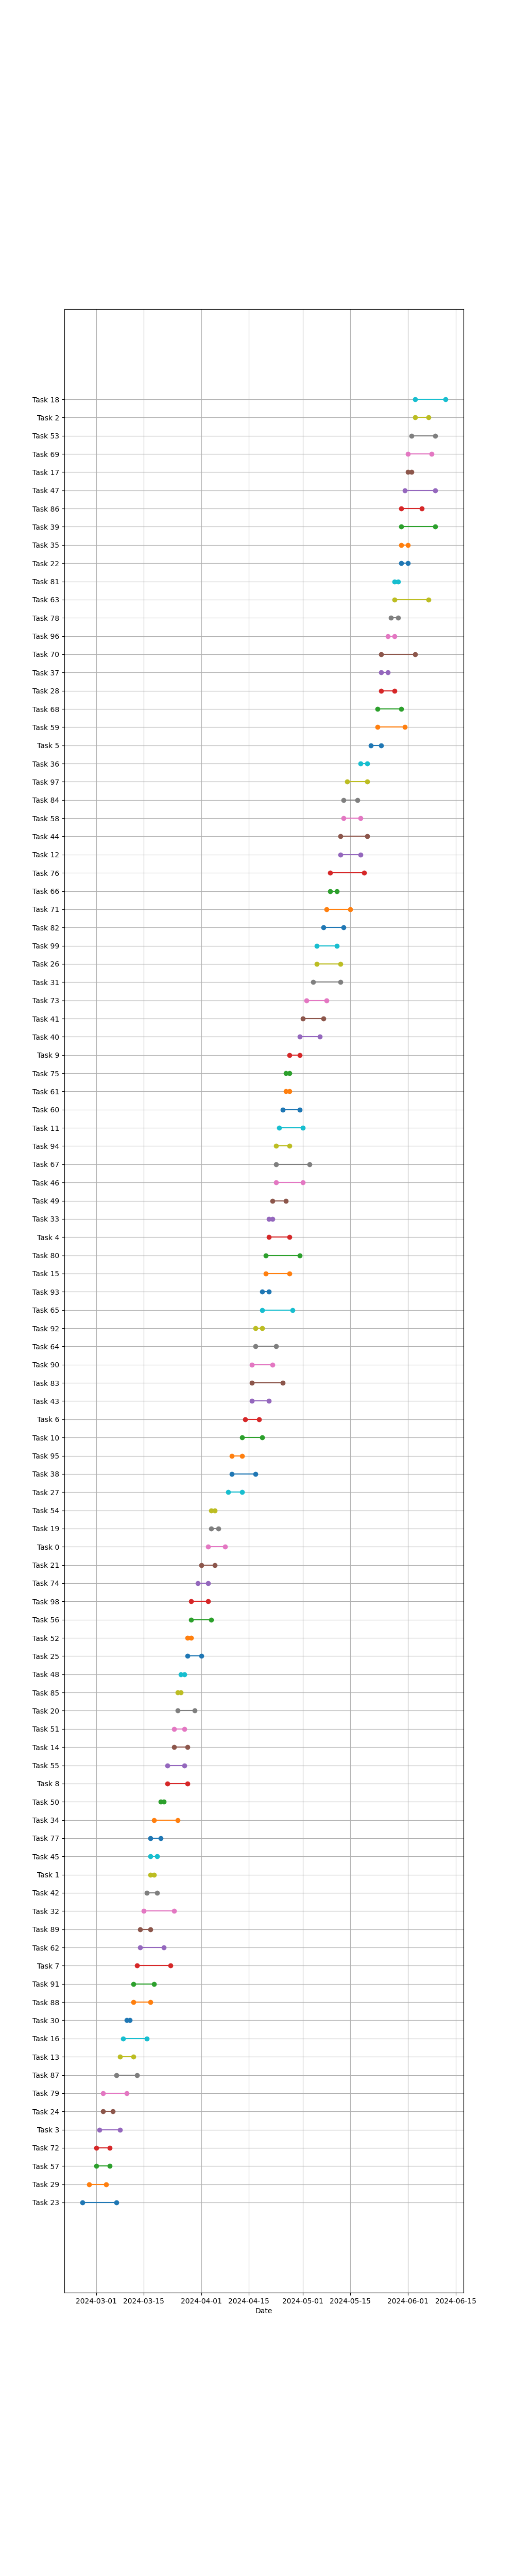 Task 18
Task 2
Task 53
Task 69
Task 17
Task 47
Task 86
Task 39
Task 35
Task 22
Task 81
Task 63
Task 78
Task 96
Task 70
Task 37
Task 28
Task 68
Task 59
Task 5
Task 36
Task 97
Task 84
Task 58
Task 44
Task 12
Task 76
Task 66
Task 71
Task 82
Task 99
Task 26
Task 31
Task 73
Task 41
Task 40
Task 9
Task 75
Task 61
Task 60
Task 11
Task 94
Task 67
Task 46
Task 49
Task 33
Task 4
Task 80
Task 15
Task 93
Task 65
Task 92
Task 64
Task 90
Task 83
Task 43
Task 6
Task 10
Task 95
Task 38
Task 27
Task 54
Task 19
Task 0
Task 21
Task 74
Task 98
Task 56
Task 52
Task 25
Task 48
Task 85
Task 20
Task 51
Task 14
Task 55
Task 8
Task 50
Task 34
Task 77
Task 45
Task 1
Task 42
Task 32
Task 89
Task 62
Task 7
Task 91
Task 88
Task 30
Task 16
Task 13
Task 87
Task 79
Task 24
Task 3
Task 72
Task 57
Task 29
Task 23
2024-03-01 2024-03-15 2024-04-01 2024-04-15 2024-05-01 2024-05-15 2024-06-01 2024-06-15
Date